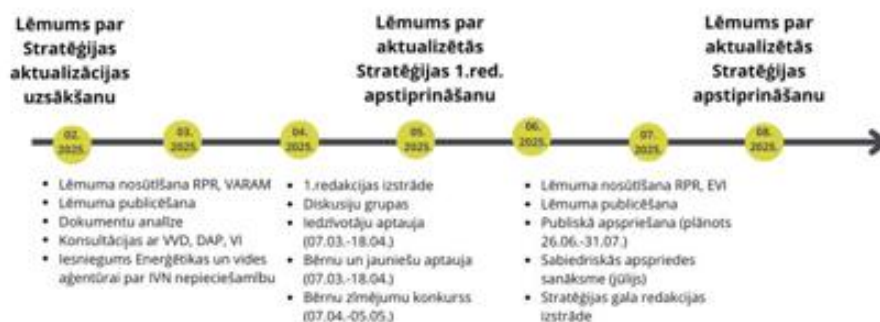 Lēmums par
Stratēģijas
aktualizācijas
uzsākšanu
Lēmums par
aktualizētās
Stratēģijas 1.red.
apstiprināšanu
Lēmums par
aktualizētās
Stratēģijas
apstiprināšanu
02.
2025.
03.
2025.
04.
2025.
05.
2025.
06.
2025.
07.
2025.
08.
2025.
• Lēmuma nosūtīšana RPR, VARAM
• Lēmuma publicēšana
• Dokumentu analīze
• Konsultācijas ar VVD, DAP, VI
• Iesniegums Enerģētikas un vides
aģentūrai par IVN nepieciešamību
• 1.redakcijas izstrāde
• Diskusiju grupas
• Iedzīvotāju aptauja
(07.03.-18.04.)
• Bērnu un jauniešu aptauja
(07.03.-18.04.)
• Bērnu zīmējumu konkurss
(07.04.-05.05.)
• Lēmuma nosūtīšana RPR, EVI
• Lēmuma publicēšana
• Publiskā apspriešana (plānots
26.06.-31.07.)
• Sabiedriskās apspriedes
sanāksme (jūlijs)
• Stratēģijas gala redakcijas
izstrāde